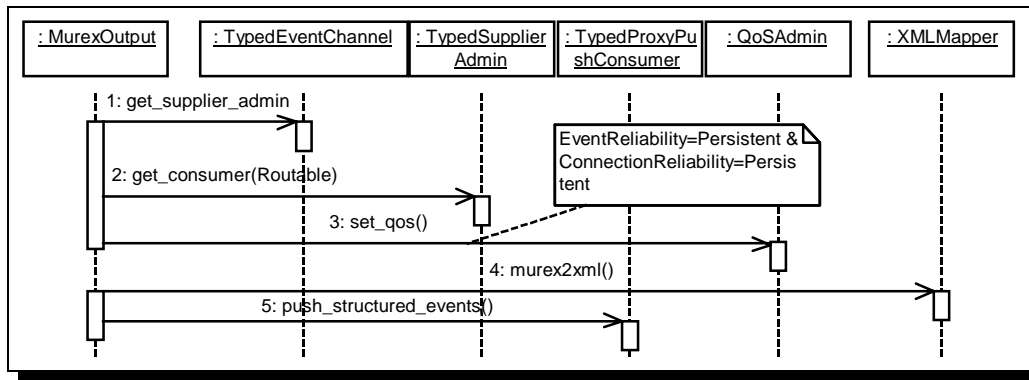 : MurexOutput
: TypedEventChannel
: TypedSupplier
Admin
: TypedProxyPu
shConsumer
: QoSAdmin
: XMLMapper
1: get_supplier_admin
EventReliability=Persistent &
ConnectionReliability=Persis
tent
2: get_consumer(Routable)
3: set_qos()
4: murex2xml()
5: push_structured_events()